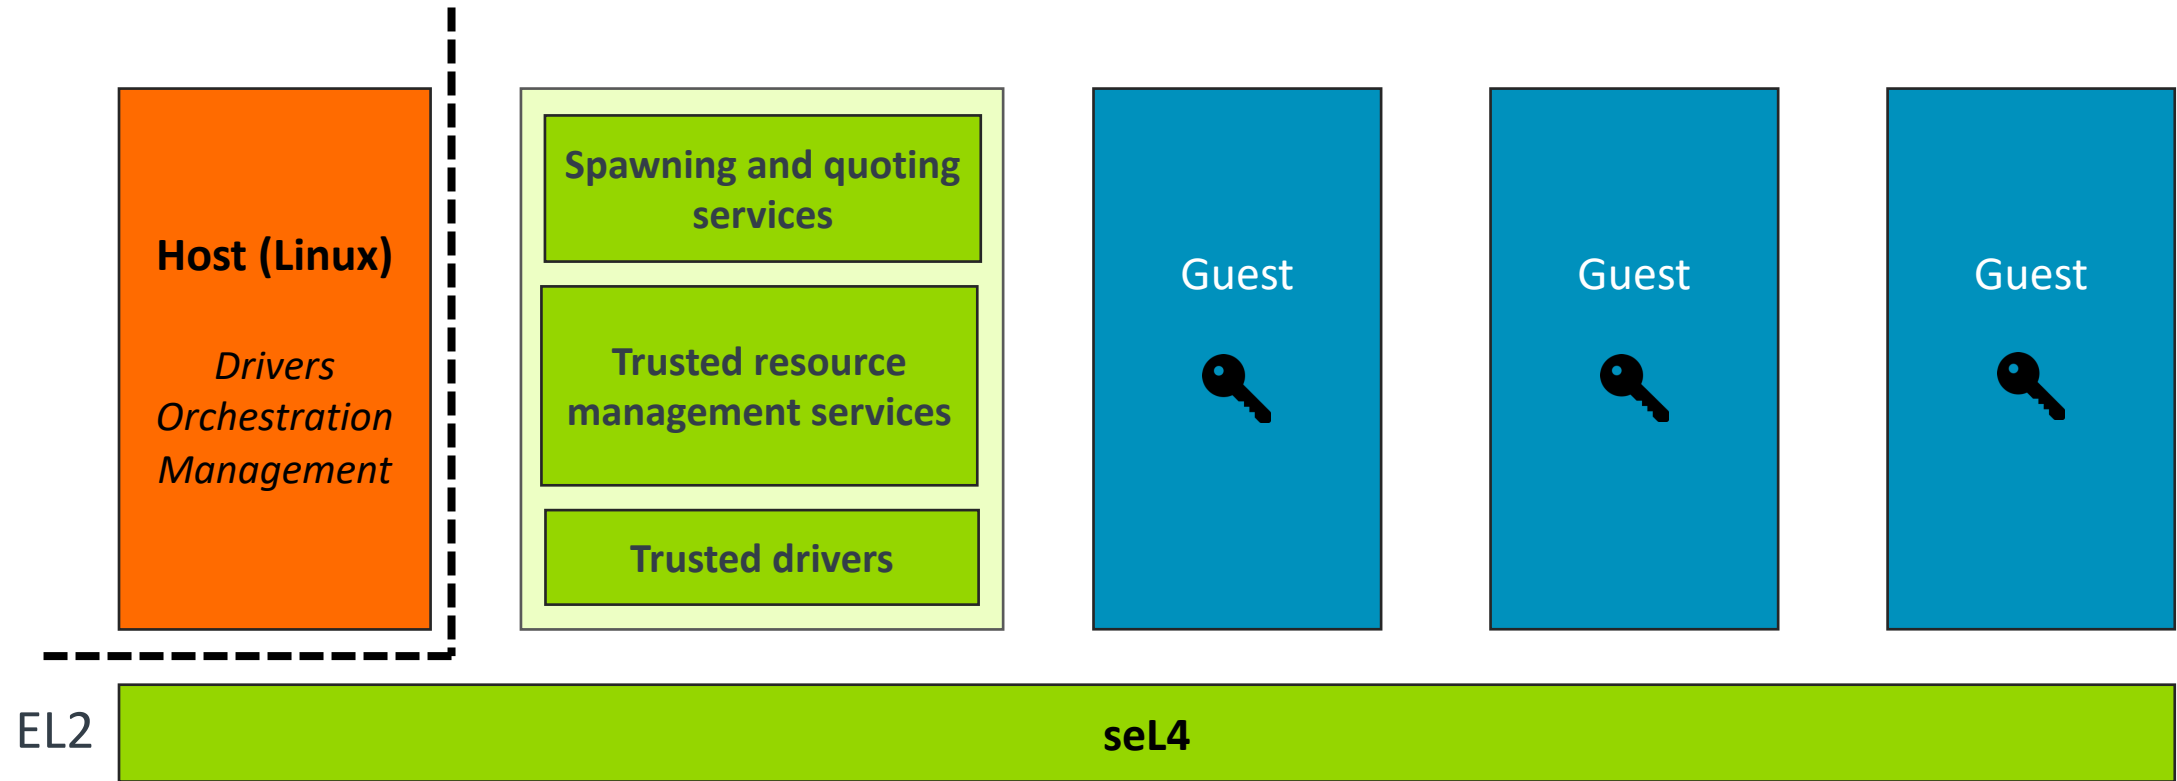 Host (Linux)
Drivers
Orchestration
Management
Spawning and quoting
services
Trusted resource
management services
Trusted drivers
Guest
Guest
Guest
EL2
seL4